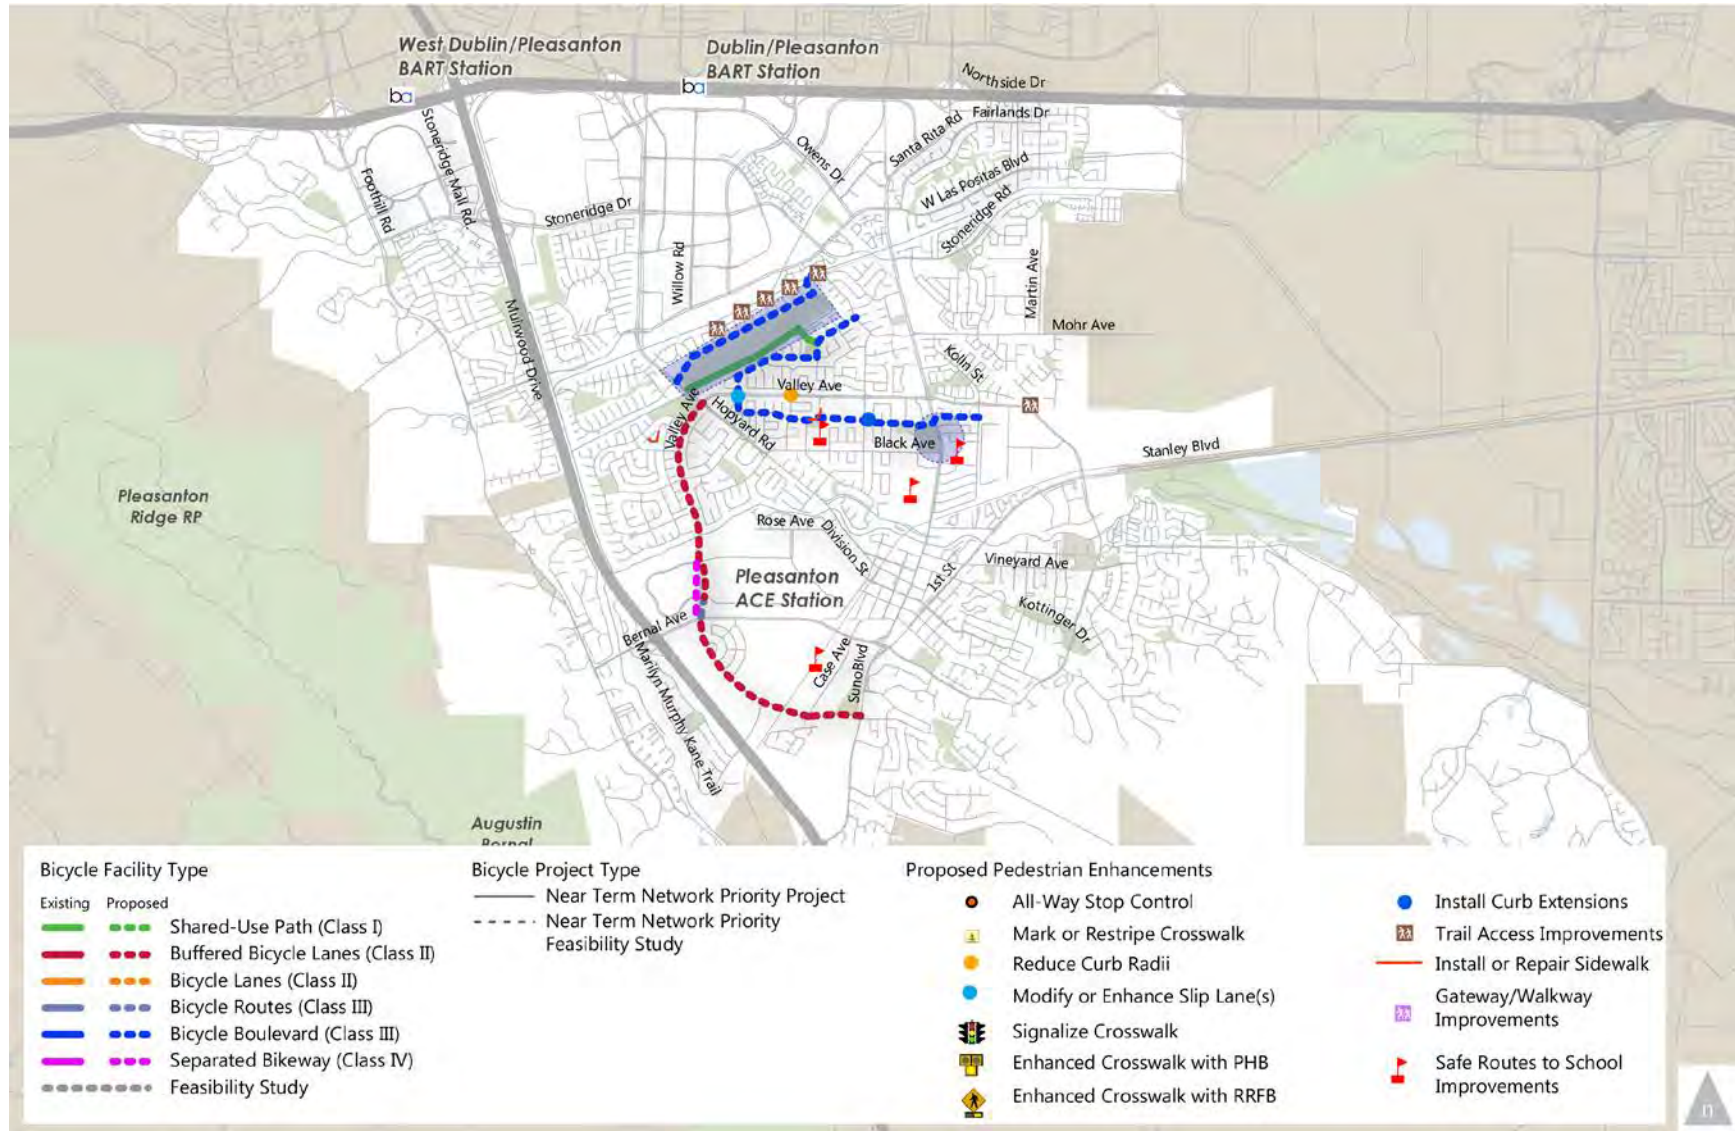 West Dublin/Pleasanton
BART Station
Dublin/Pleasanton
BART Station
ba
ba
Northside Dr
Fairlands Dr
Santa Rita Rd
Stoneridge Mall Rd.
Owens Dr
W Las Positas Blvd
Foothill Rd
Stoneridge Dr
Stoneridge Rd
Willow Rd
Martin Ave
Muirwood Drive
Mohr Ave
Kolln St
Valley Ave
Valley Ave
Hopyard Rd
Black Ave
Stanley Blvd
Pleasanton
Ridge RP
Rose Ave
Division St
Vineyard Ave
1st St
Pleasanton
ACE Station
Kottinger Dr
Bernal Ave
Case Ave
SunoBlvd
Marilyn Murphy Kane Trail
Augustin
Bernal
Bicycle Facility Type
Existing Proposed
Shared-Use Path (Class I)
Buffered Bicycle Lanes (Class II)
Bicycle Lanes (Class II)
Bicycle Routes (Class III)
Bicycle Boulevard (Class III)
Separated Bikeway (Class IV)
Feasibility Study
Bicycle Project Type
Near Term Network Priority Project
Near Term Network Priority
Feasibility Study
Proposed Pedestrian Enhancements
All-Way Stop Control
Mark or Restripe Crosswalk
Reduce Curb Radii
Modify or Enhance Slip Lane(s)
Signalize Crosswalk
Enhanced Crosswalk with PHB
Enhanced Crosswalk with RRFB
Install Curb Extensions
Trail Access Improvements
Install or Repair Sidewalk
Gateway/Walkway
Improvements
Safe Routes to School
Improvements
n